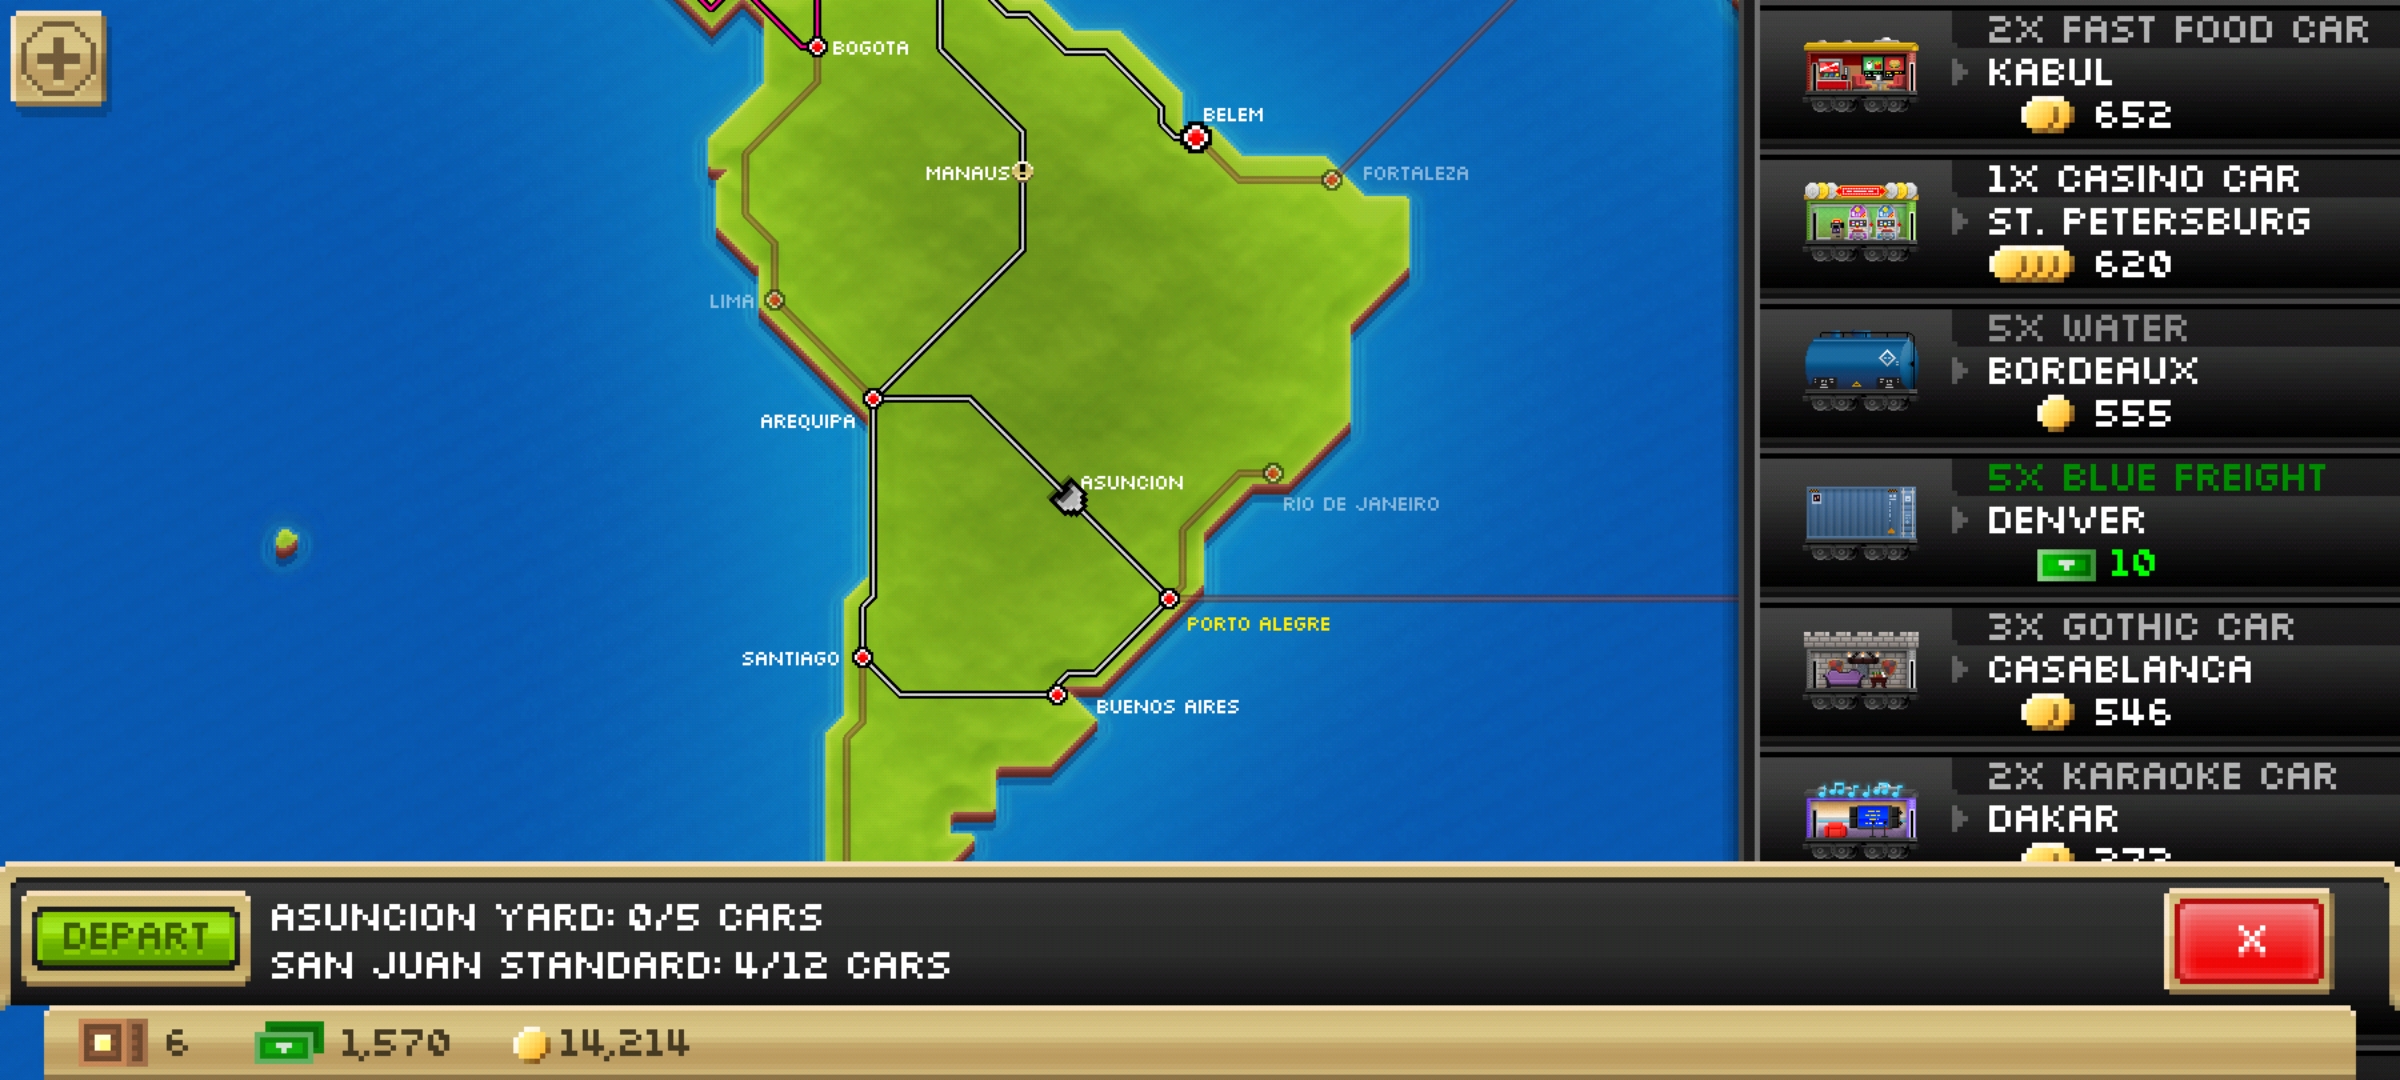 BOGOTA
BELEM
MANAUS
FORTALEZA
LIMA
AREQUIPA
ASUNCION
RIO DE JANEIRO
PORTO ALEGRE
SANTIAGO
BUENOS AIRES
2X FAST FOOD CAR
KABUL
652
1X CASINO CAR
ST. PETERSBURG
620
5X WATER
BORDEAUX
555
5X BLUE FREIGHT
DENVER
10
3X GOTHIC CAR
CASABLANCA
546
2X KARAOKE CAR
DAKAR
DEPART
ASUNCION YARD: 0/5 CARS
SAN JUAN STANDARD: 4/12 CARS
X
6
1,570
14,214